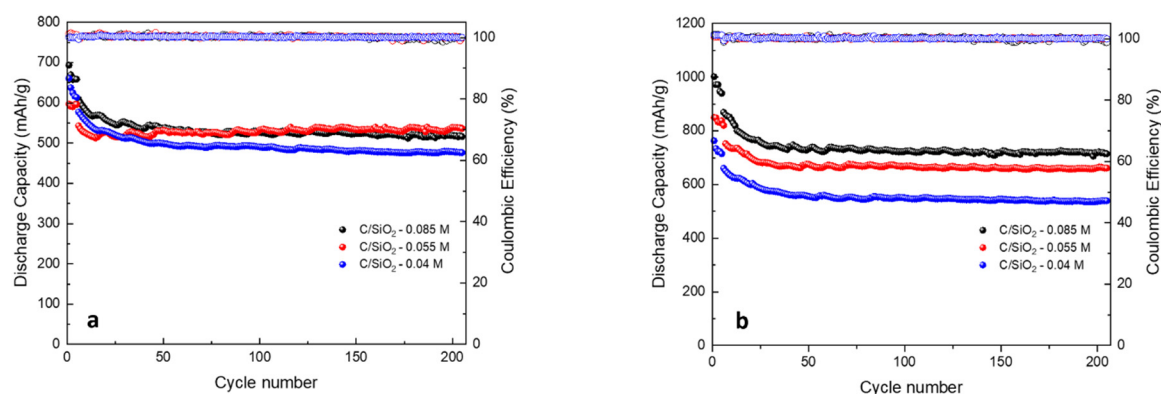 800
700
600
500
400
300
200
100
0
Discharge Capacity (mAh/g)
100
80
60
40
20
0
Coulombic Efficiency (%)
C/SiO₂ - 0.085 M
C/SiO₂ - 0.055 M
C/SiO₂ - 0.04 M
a
0 50 100 150 200
Cycle number
1200
1000
800
600
400
200
0
Discharge Capacity (mAh/g)
100
80
60
40
20
0
Coulombic Efficiency (%)
C/SiO₂ - 0.085 M
C/SiO₂ - 0.055 M
C/SiO₂ - 0.04 M
b
0 50 100 150 200
Cycle number